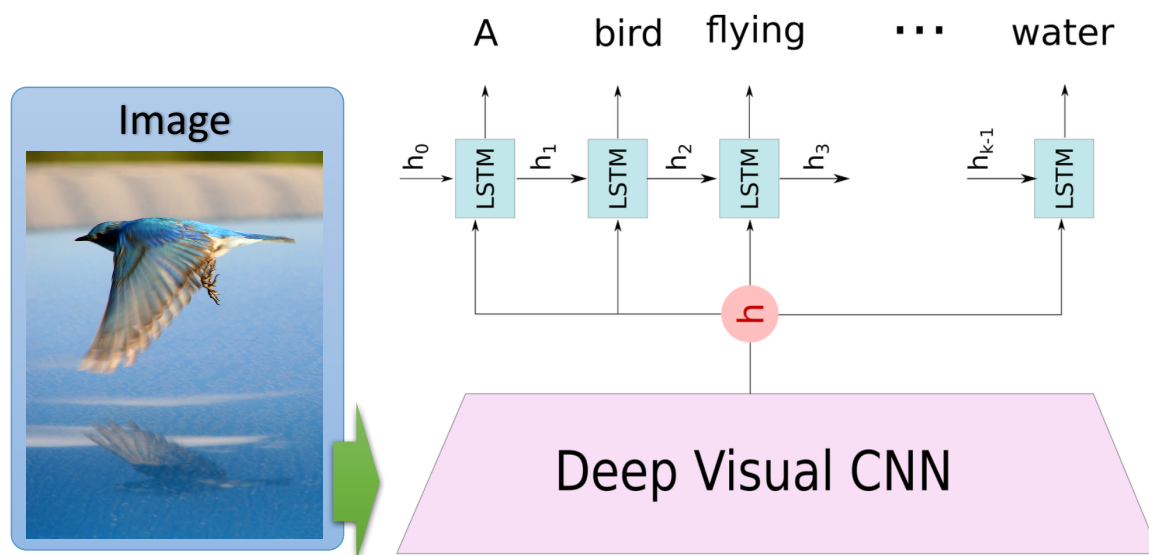 A bird flying ... water
Image
h0 LSTM h1 LSTM h2 LSTM h3 hk-1 LSTM
h
Deep Visual CNN